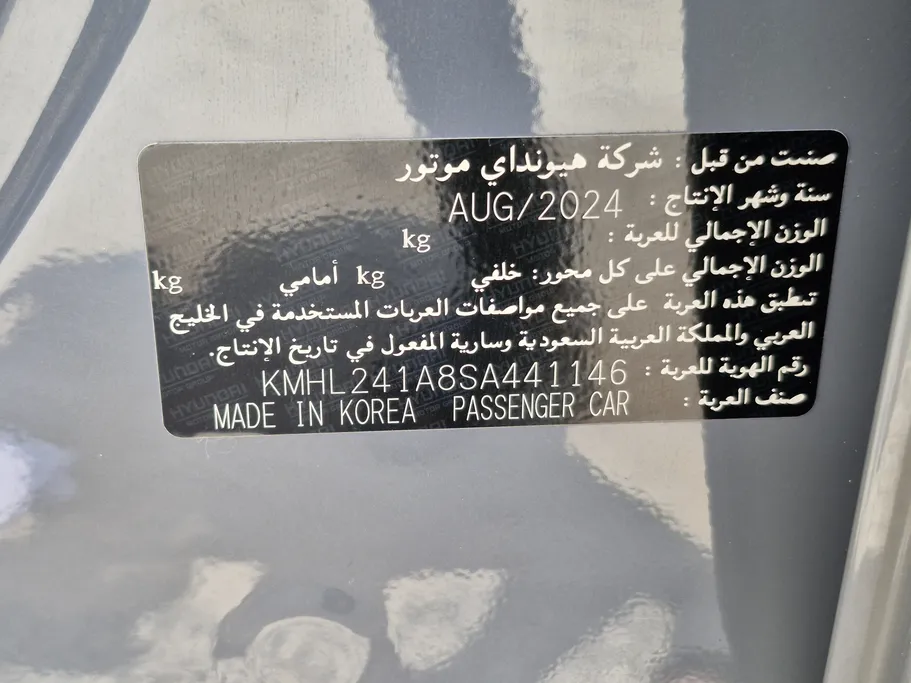 صنعت من قبل : شركة هيونداي موتور
سنة وشهر الإنتاج : AUG/2024
الوزن الإجمالي للعربة : kg
الوزن الإجمالي على كل محور: خلفي kg أمامي kg
تنطبق هذه العربة على جميع مواصفات العربات المستخدمة في الخليج
العربي والمملكة العربية السعودية وسارية المفعول في تاريخ الإنتاج.
رقم الهوية للعربة : KMHL241A8SA441146
صنف العربة : PASSENGER CAR MADE IN KOREA